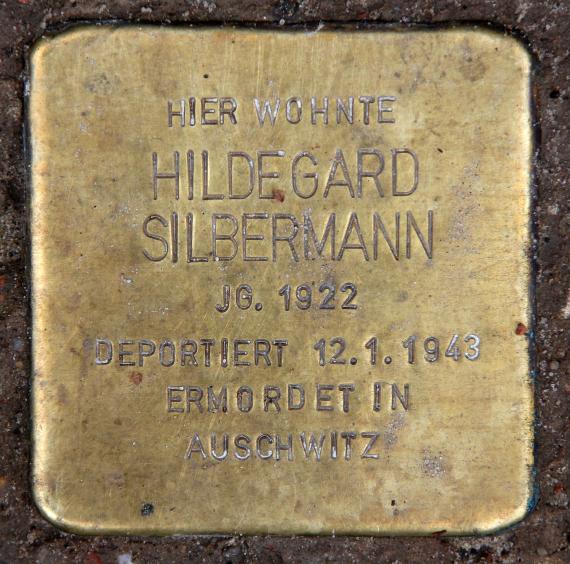 HIER WOHNTE
HILDEGARD
SILBERMANN
JG. 1922
DEPORTIERT 12.1.1943
ERMORDET IN
AUSCHWITZ